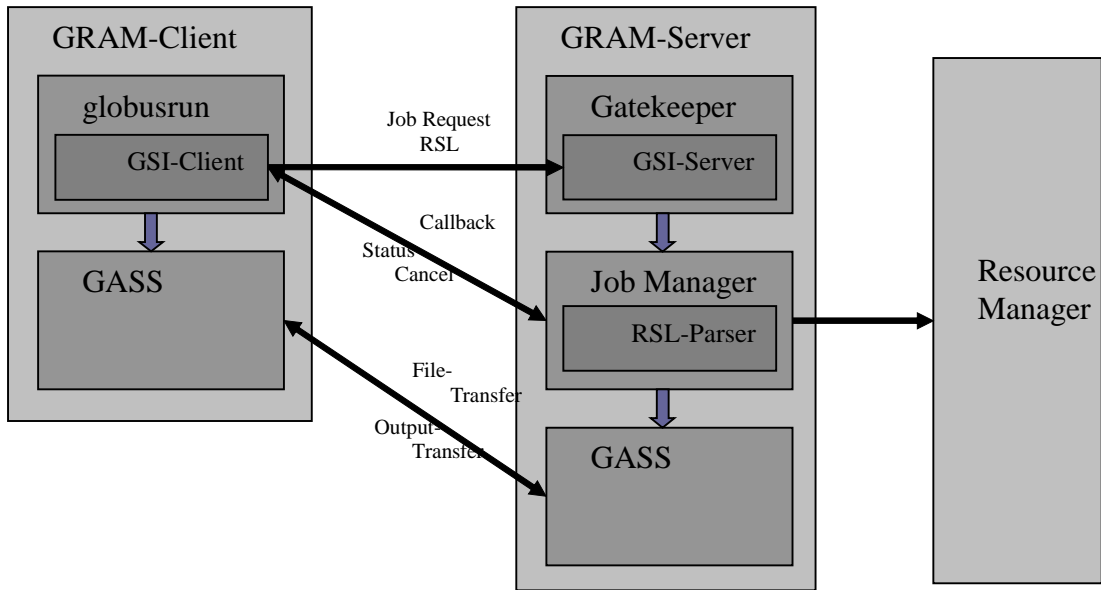 GRAM-Client
globusrun
GSI-Client
GASS
Job Request
RSL
Callback
Status
Cancel
File-
Transfer
Output-
Transfer
GRAM-Server
Gatekeeper
GSI-Server
Job Manager
RSL-Parser
GASS
Resource
Manager